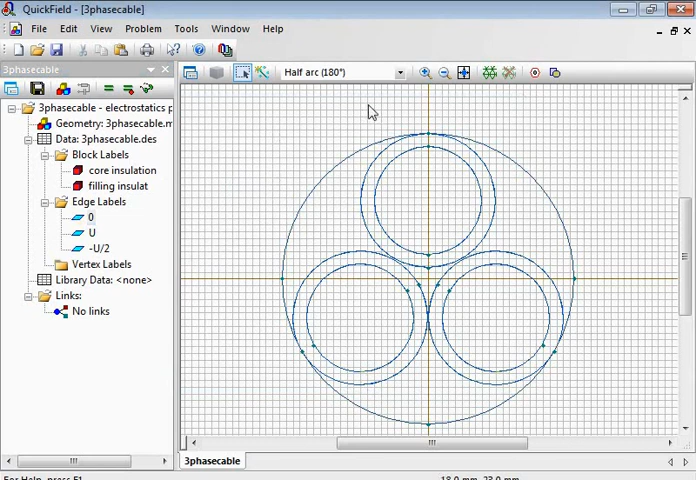 QuickField - [3phasecable]
File Edit View Problem Tools Window Help
3phasecable
Half arc (180°)
3phasecable - electrostatics p
Geometry: 3phasecable.m
Data: 3phasecable.des
Block Labels
core insulation
filling insulat
Edge Labels
0
U
-U/2
Vertex Labels
Library Data: <none>
Links:
No links
3phasecable
For Help, press F1
18.0 mm, 23.0 mm